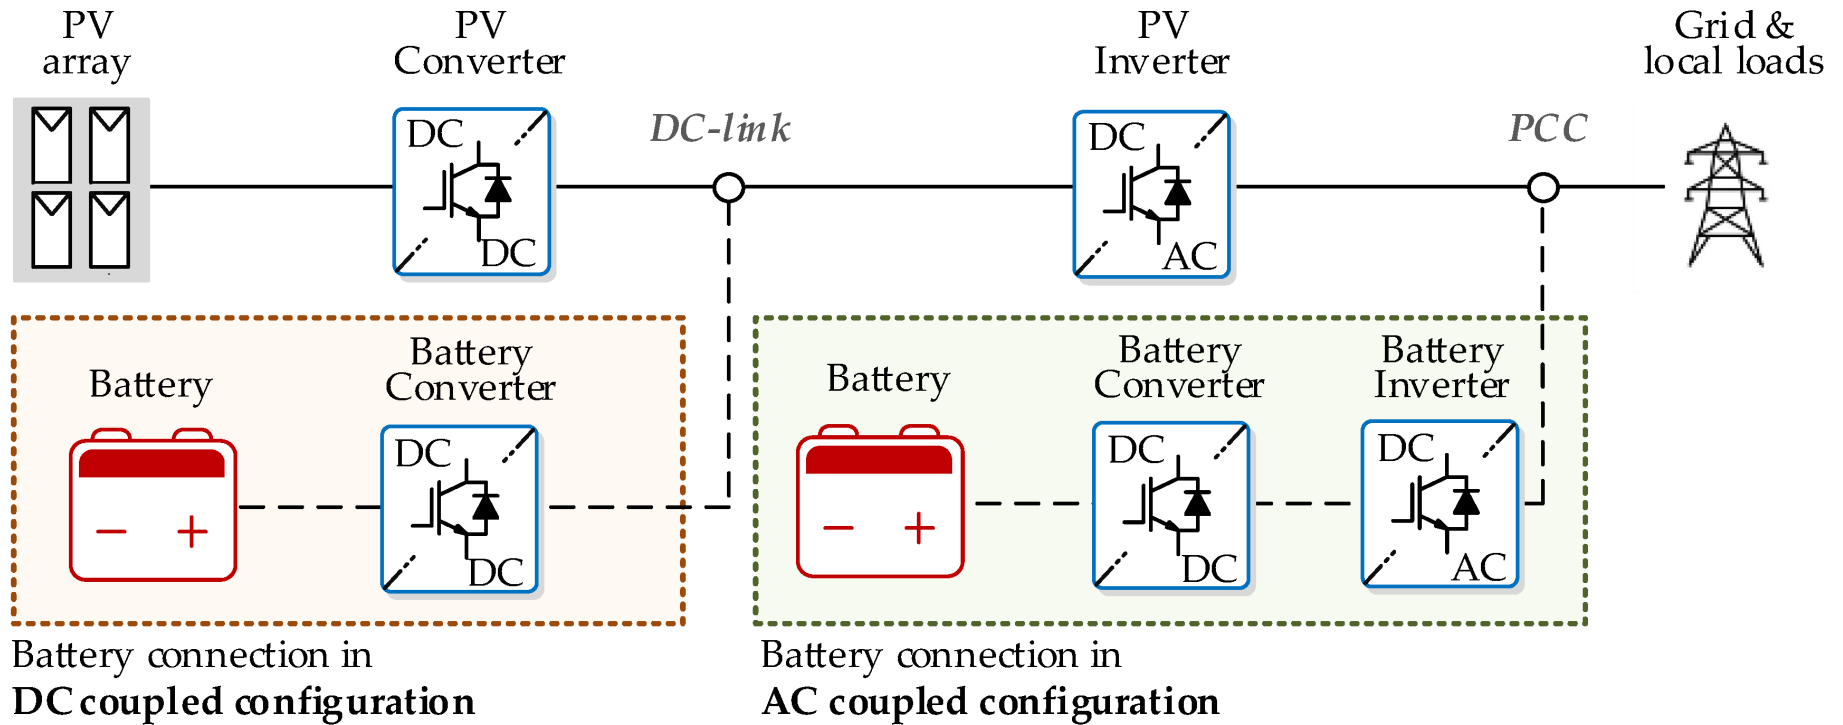 PV
array
PV
Converter
PV
Inverter
Grid &
local loads
DC-link
PCC
DC
DC
DC
AC
Battery
Battery
Converter
DC
DC
Battery
Battery
Converter
Battery
Inverter
DC
DC
DC
AC
Battery connection in
DC coupled configuration
Battery connection in
AC coupled configuration